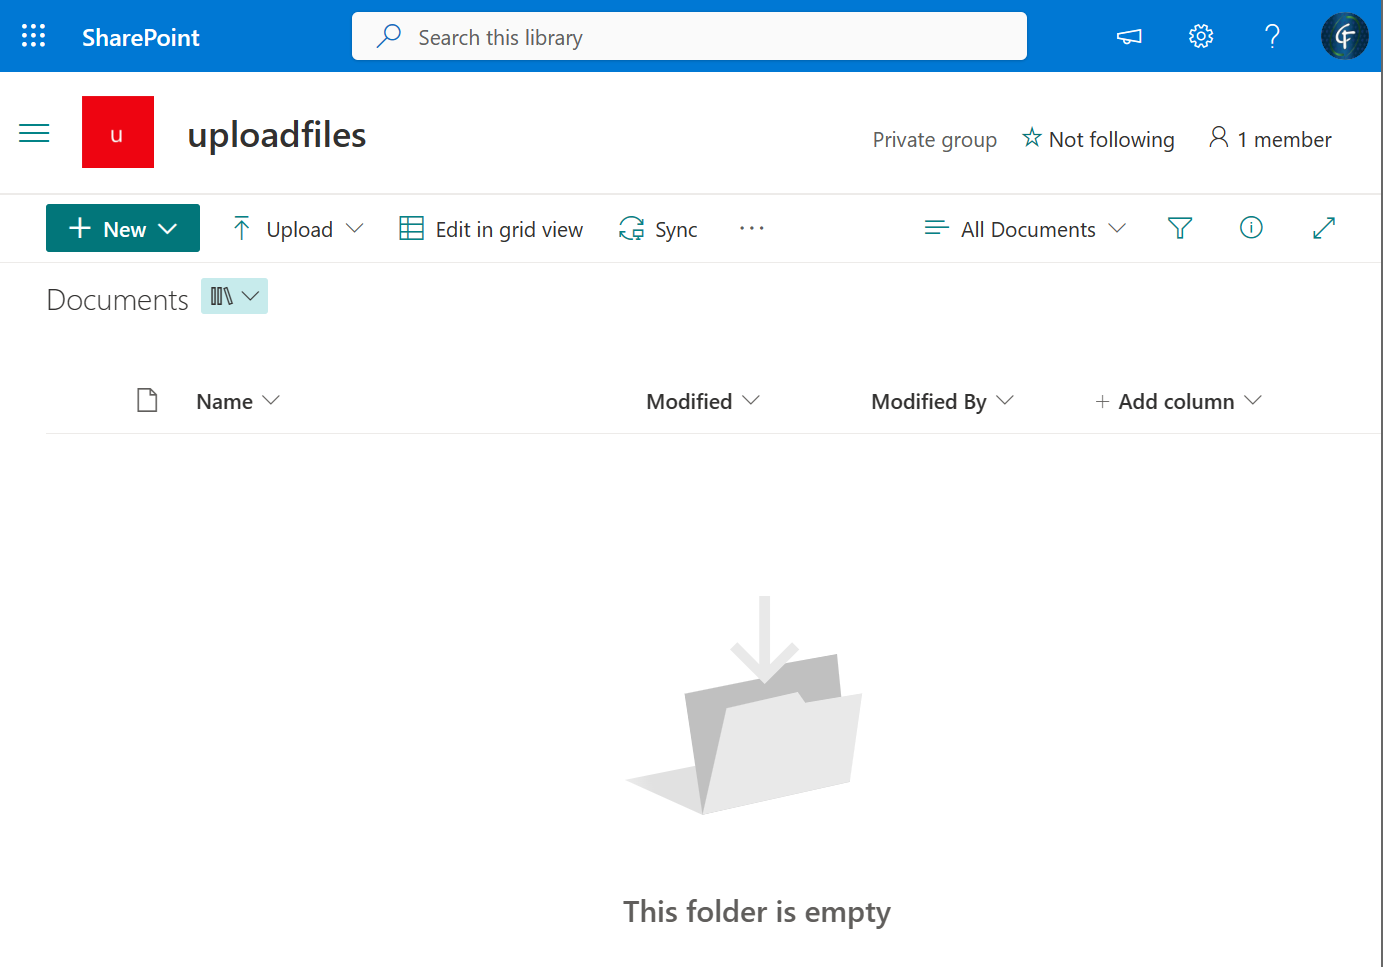 SharePoint
Search this library
u
uploadfiles
Private group
Not following
1 member
New
Upload
Edit in grid view
Sync
All Documents
Documents
Name
Modified
Modified By
Add column
This folder is empty